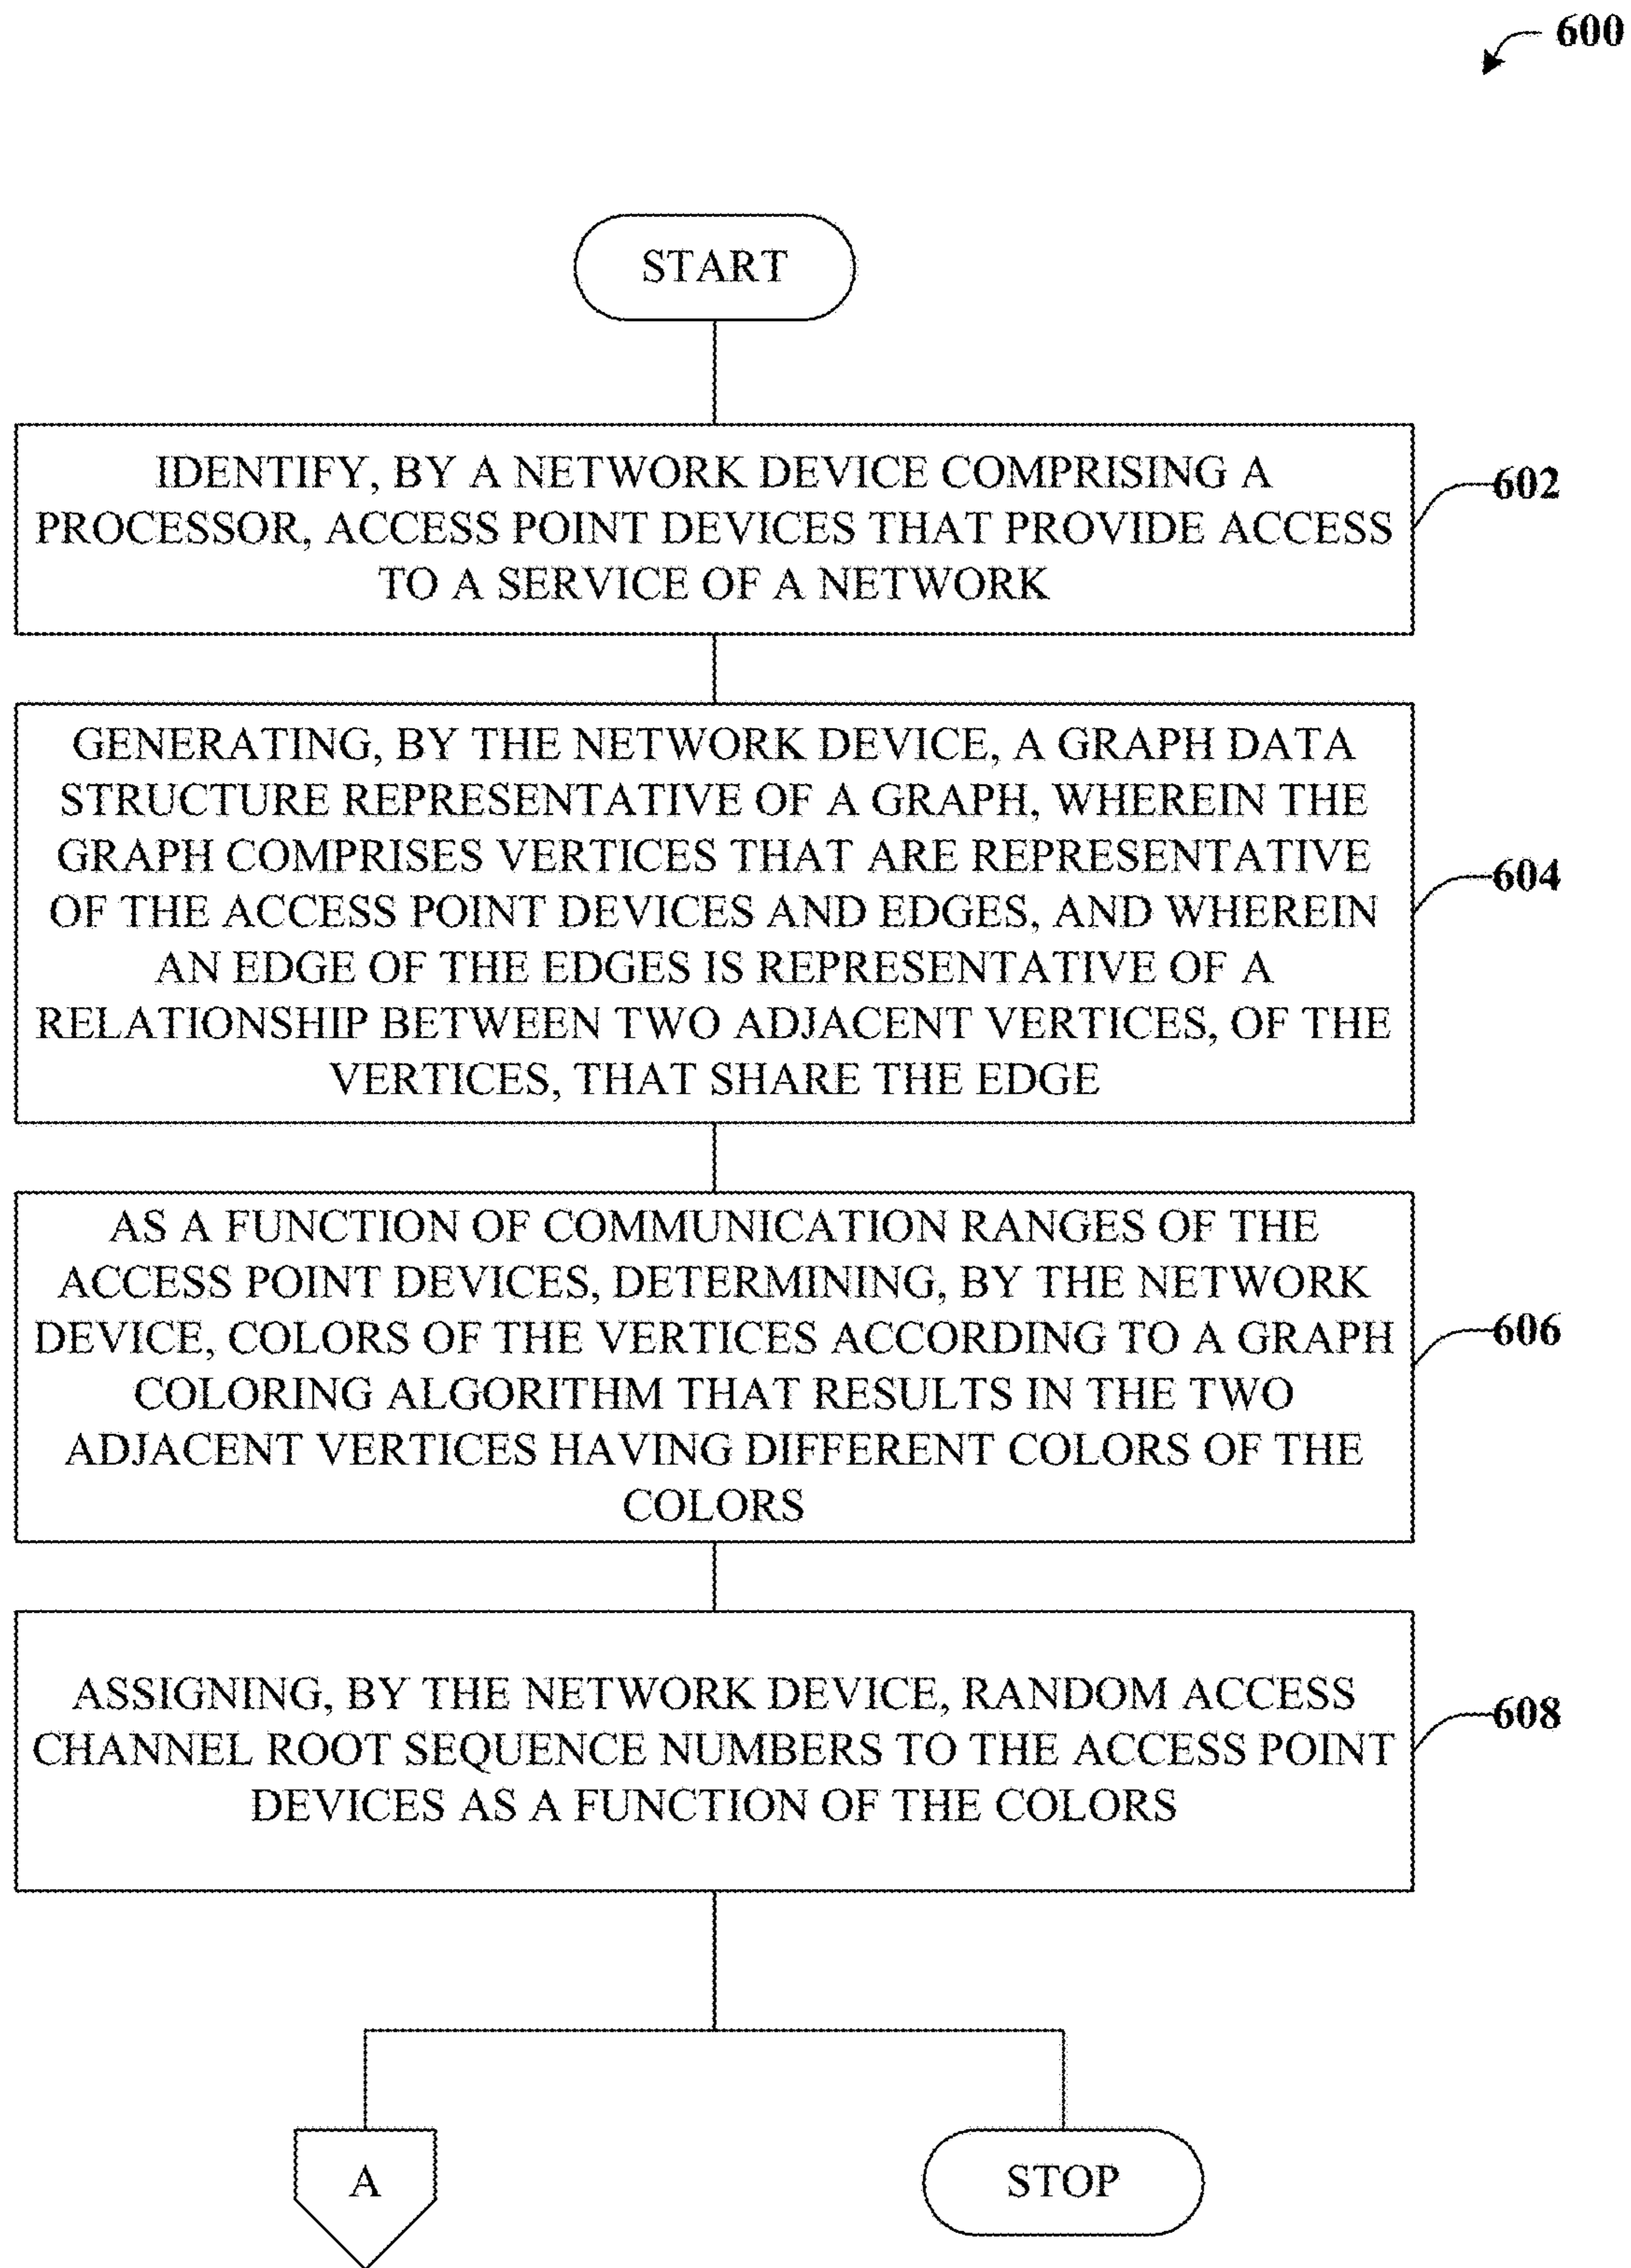 600
START
IDENTIFY, BY A NETWORK DEVICE COMPRISING A
PROCESSOR, ACCESS POINT DEVICES THAT PROVIDE ACCESS
TO A SERVICE OF A NETWORK
602
GENERATING, BY THE NETWORK DEVICE, A GRAPH DATA
STRUCTURE REPRESENTATIVE OF A GRAPH, WHEREIN THE
GRAPH COMPRISES VERTICES THAT ARE REPRESENTATIVE
OF THE ACCESS POINT DEVICES AND EDGES, AND WHEREIN
AN EDGE OF THE EDGES IS REPRESENTATIVE OF A
RELATIONSHIP BETWEEN TWO ADJACENT VERTICES, OF THE
VERTICES, THAT SHARE THE EDGE
604
AS A FUNCTION OF COMMUNICATION RANGES OF THE
ACCESS POINT DEVICES, DETERMINING, BY THE NETWORK
DEVICE, COLORS OF THE VERTICES ACCORDING TO A GRAPH
COLORING ALGORITHM THAT RESULTS IN THE TWO
ADJACENT VERTICES HAVING DIFFERENT COLORS OF THE
COLORS
606
ASSIGNING, BY THE NETWORK DEVICE, RANDOM ACCESS
CHANNEL ROOT SEQUENCE NUMBERS TO THE ACCESS POINT
DEVICES AS A FUNCTION OF THE COLORS
608
A
STOP